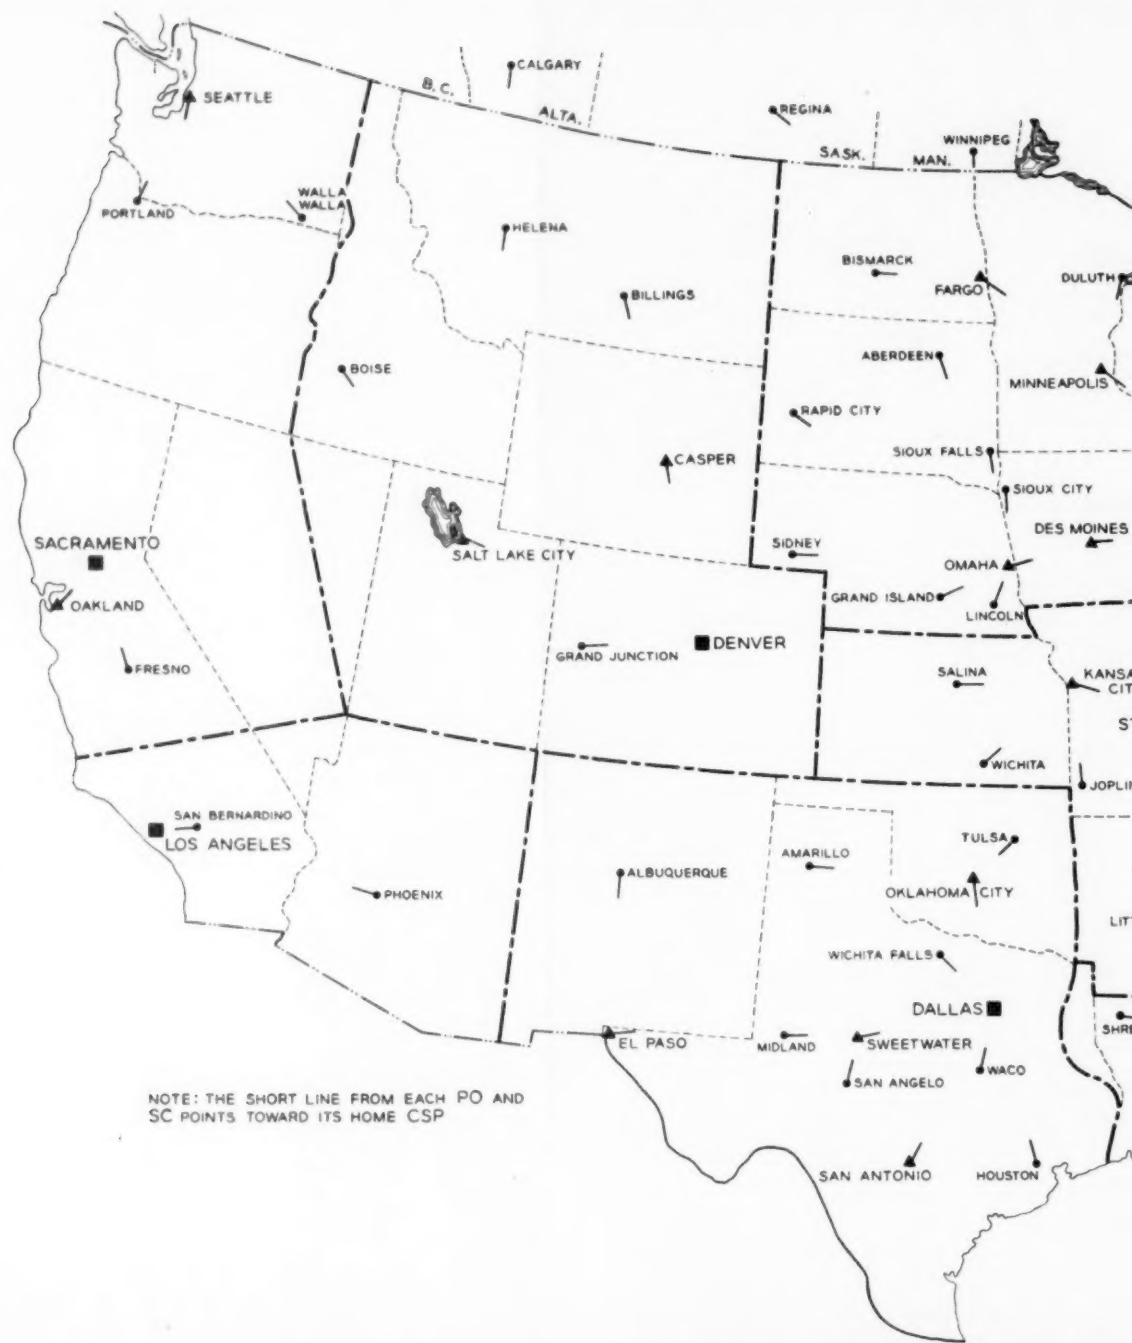 CALGARY
B.C.
SEATTLE
ALTA.
REGINA
WINNIPEG
SASK.
MAN.
WALLA
WALLA
PORTLAND
HELENA
BISMARCK
FARGO
DULUTH
BILLINGS
ABERDEEN
BOISE
MINNEAPOLIS
RAPID CITY
SIOUX FALLS
CASPER
SIOUX CITY
DES MOINES
SACRAMENTO
SALT LAKE CITY
SIDNEY
OMAHA
GRAND ISLAND
LINCOLN
OAKLAND
DENVER
GRAND JUNCTION
FRESNO
SALINA
KANSA
CIT
ST
WICHITA
JOPLIN
SAN BERNARDINO
LOS ANGELES
TULSA
AMARILLO
ALBUQUERQUE
OKLAHOMA CITY
PHOENIX
LITT
WICHITA FALLS
DALLAS
SHRE
EL PASO
MIDLAND
SWEETWATER
WACO
SAN ANGELO
NOTE: THE SHORT LINE FROM EACH PO AND
SC POINTS TOWARD ITS HOME CSP
SAN ANTONIO
HOUSTON